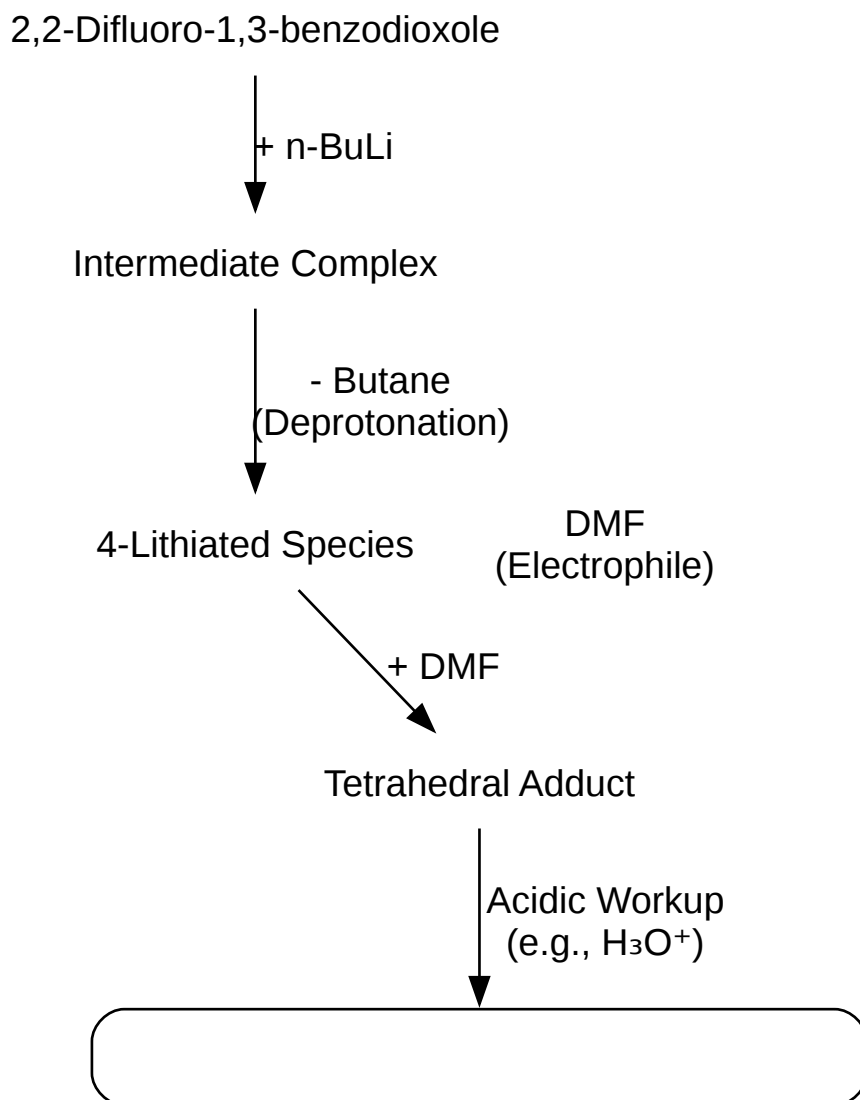 2,2-Difluoro-1,3-benzodioxole
+ n-BuLi
Intermediate Complex
- Butane
(Deprotonation)
4-Lithiated Species
DMF
(Electrophile)
+ DMF
Tetrahedral Adduct
Acidic Workup
(e.g., H₃O⁺)